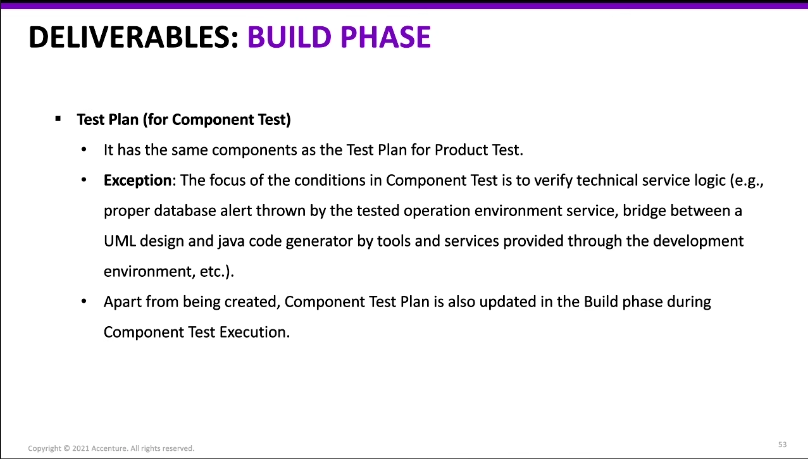 DELIVERABLES: BUILD PHASE
▪ Test Plan (for Component Test)
• It has the same components as the Test Plan for Product Test.
• Exception: The focus of the conditions in Component Test is to verify technical service logic (e.g.,
proper database alert thrown by the tested operation environment service, bridge between a
UML design and java code generator by tools and services provided through the development
environment, etc.).
• Apart from being created, Component Test Plan is also updated in the Build phase during
Component Test Execution.
Copyright © 2021 Accenture. All rights reserved.
53